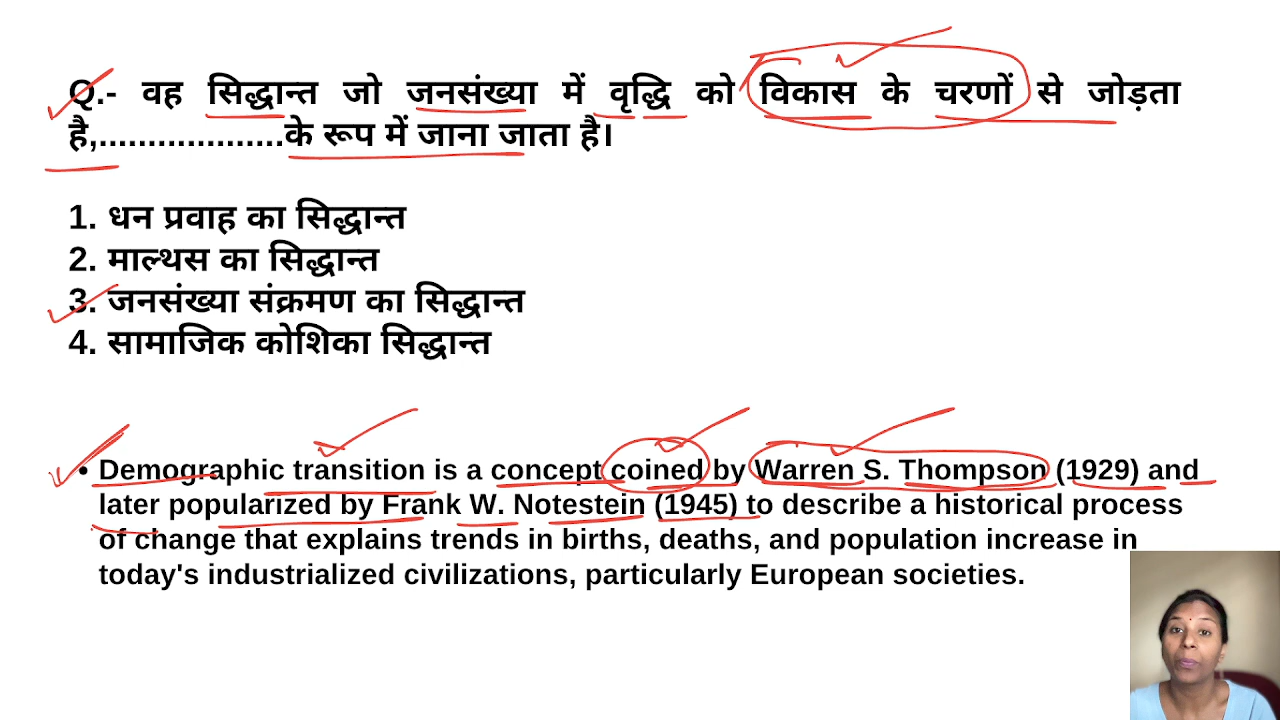 Q.- वह सिद्धान्त जो जनसंख्या में वृद्धि को विकास के चरणों से जोड़ता
है,...................के रूप में जाना जाता है।
1. धन प्रवाह का सिद्धान्त
2. माल्थस का सिद्धान्त
3. जनसंख्या संक्रमण का सिद्धान्त
4. सामाजिक कोशिका सिद्धान्त
• Demographic transition is a concept coined by Warren S. Thompson (1929) and
later popularized by Frank W. Notestein (1945) to describe a historical process
of change that explains trends in births, deaths, and population increase in
today's industrialized civilizations, particularly European societies.